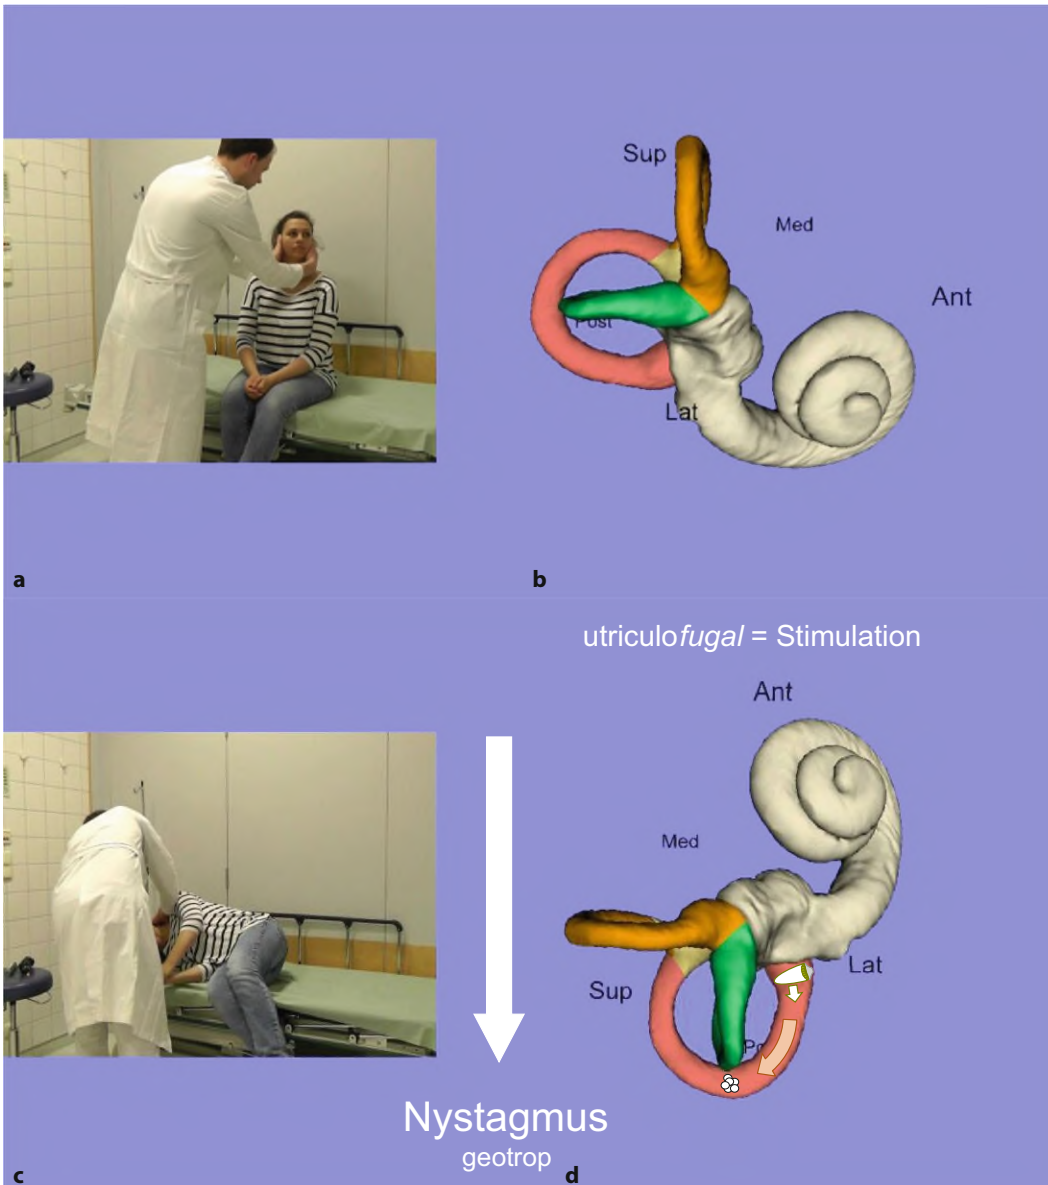 Sup
Med
Ant
Post
Lat
a
b
utriculofugal = Stimulation
Ant
Med
Lat
Sup
Nystagmus
geotrop
c
d